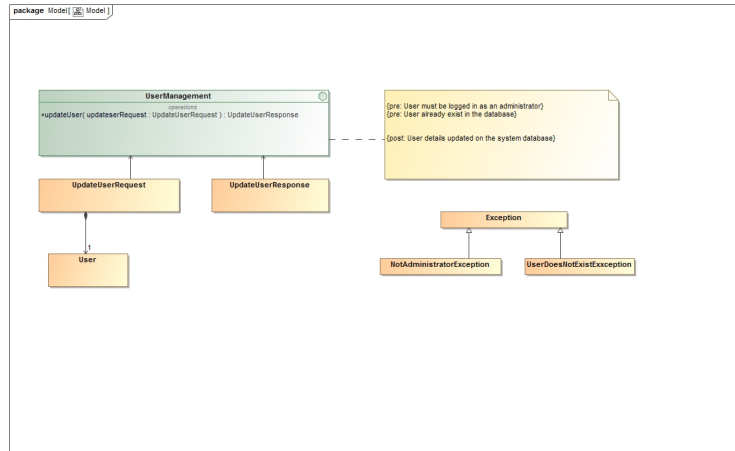 package Model[ Model ]
UserManagement
operations
+updateUser( updateserRequest : UpdateUserRequest ) : UpdateUserResponse
{pre: User must be logged in as an administrator}
{pre: User already exist in the database}
{post: User details updated on the system database}
UpdateUserRequest
UpdateUserResponse
Exception
1
User
NotAdministratorException
UserDoesNotExistExxception